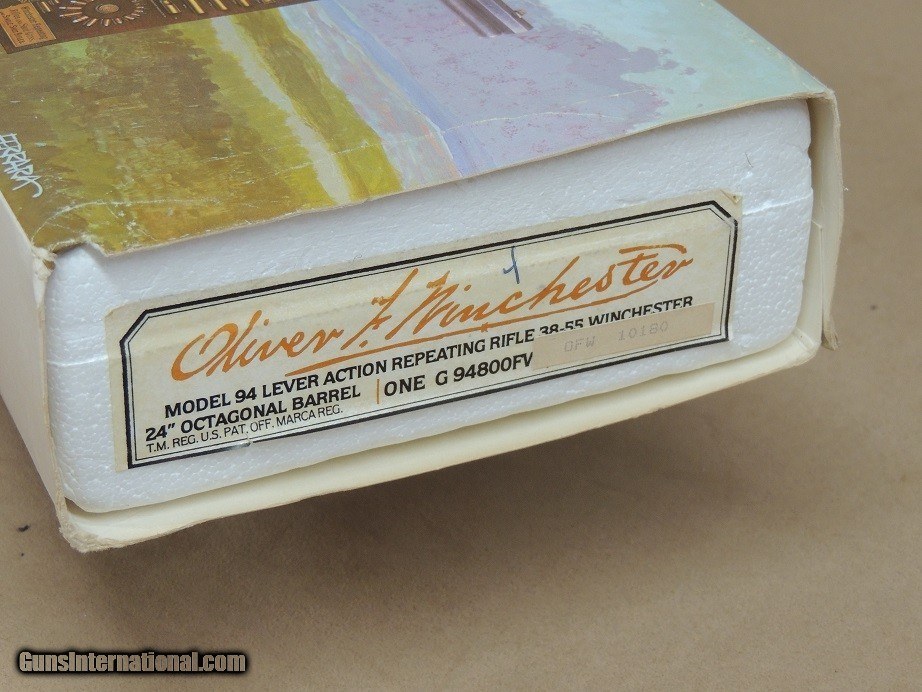 Oliver F. Winchester
MODEL 94 LEVER ACTION REPEATING RIFLE 38-55 WINCHESTER
24" OCTAGONAL BARREL ONE G 94800FV
OFW 10180
T.M. REG. U.S. PAT. OFF. MARCA REG.
GunsInternational.com